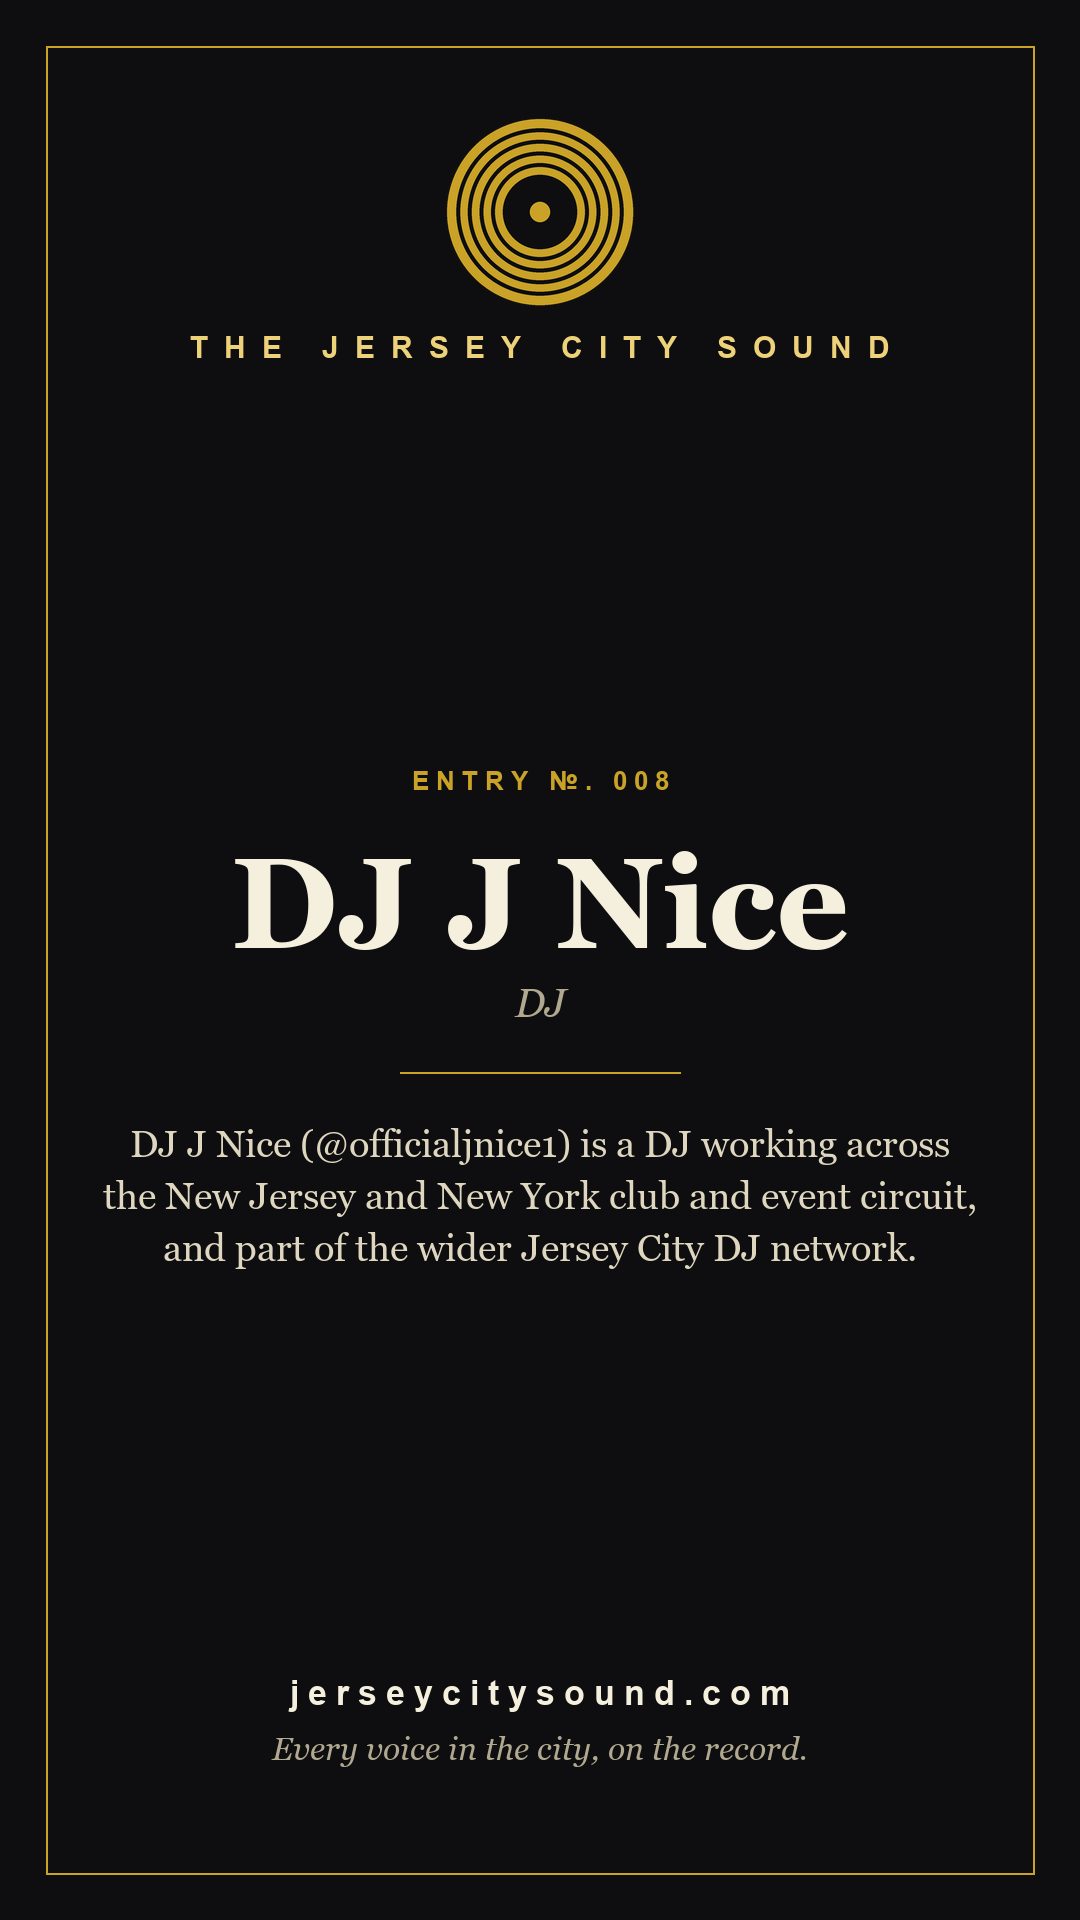 THE JERSEY CITY SOUND
ENTRY №. 008
DJ J Nice
DJ
DJ J Nice (@officialjnice1) is a DJ working across
the New Jersey and New York club and event circuit,
and part of the wider Jersey City DJ network.
jerseycitysound.com
Every voice in the city, on the record.